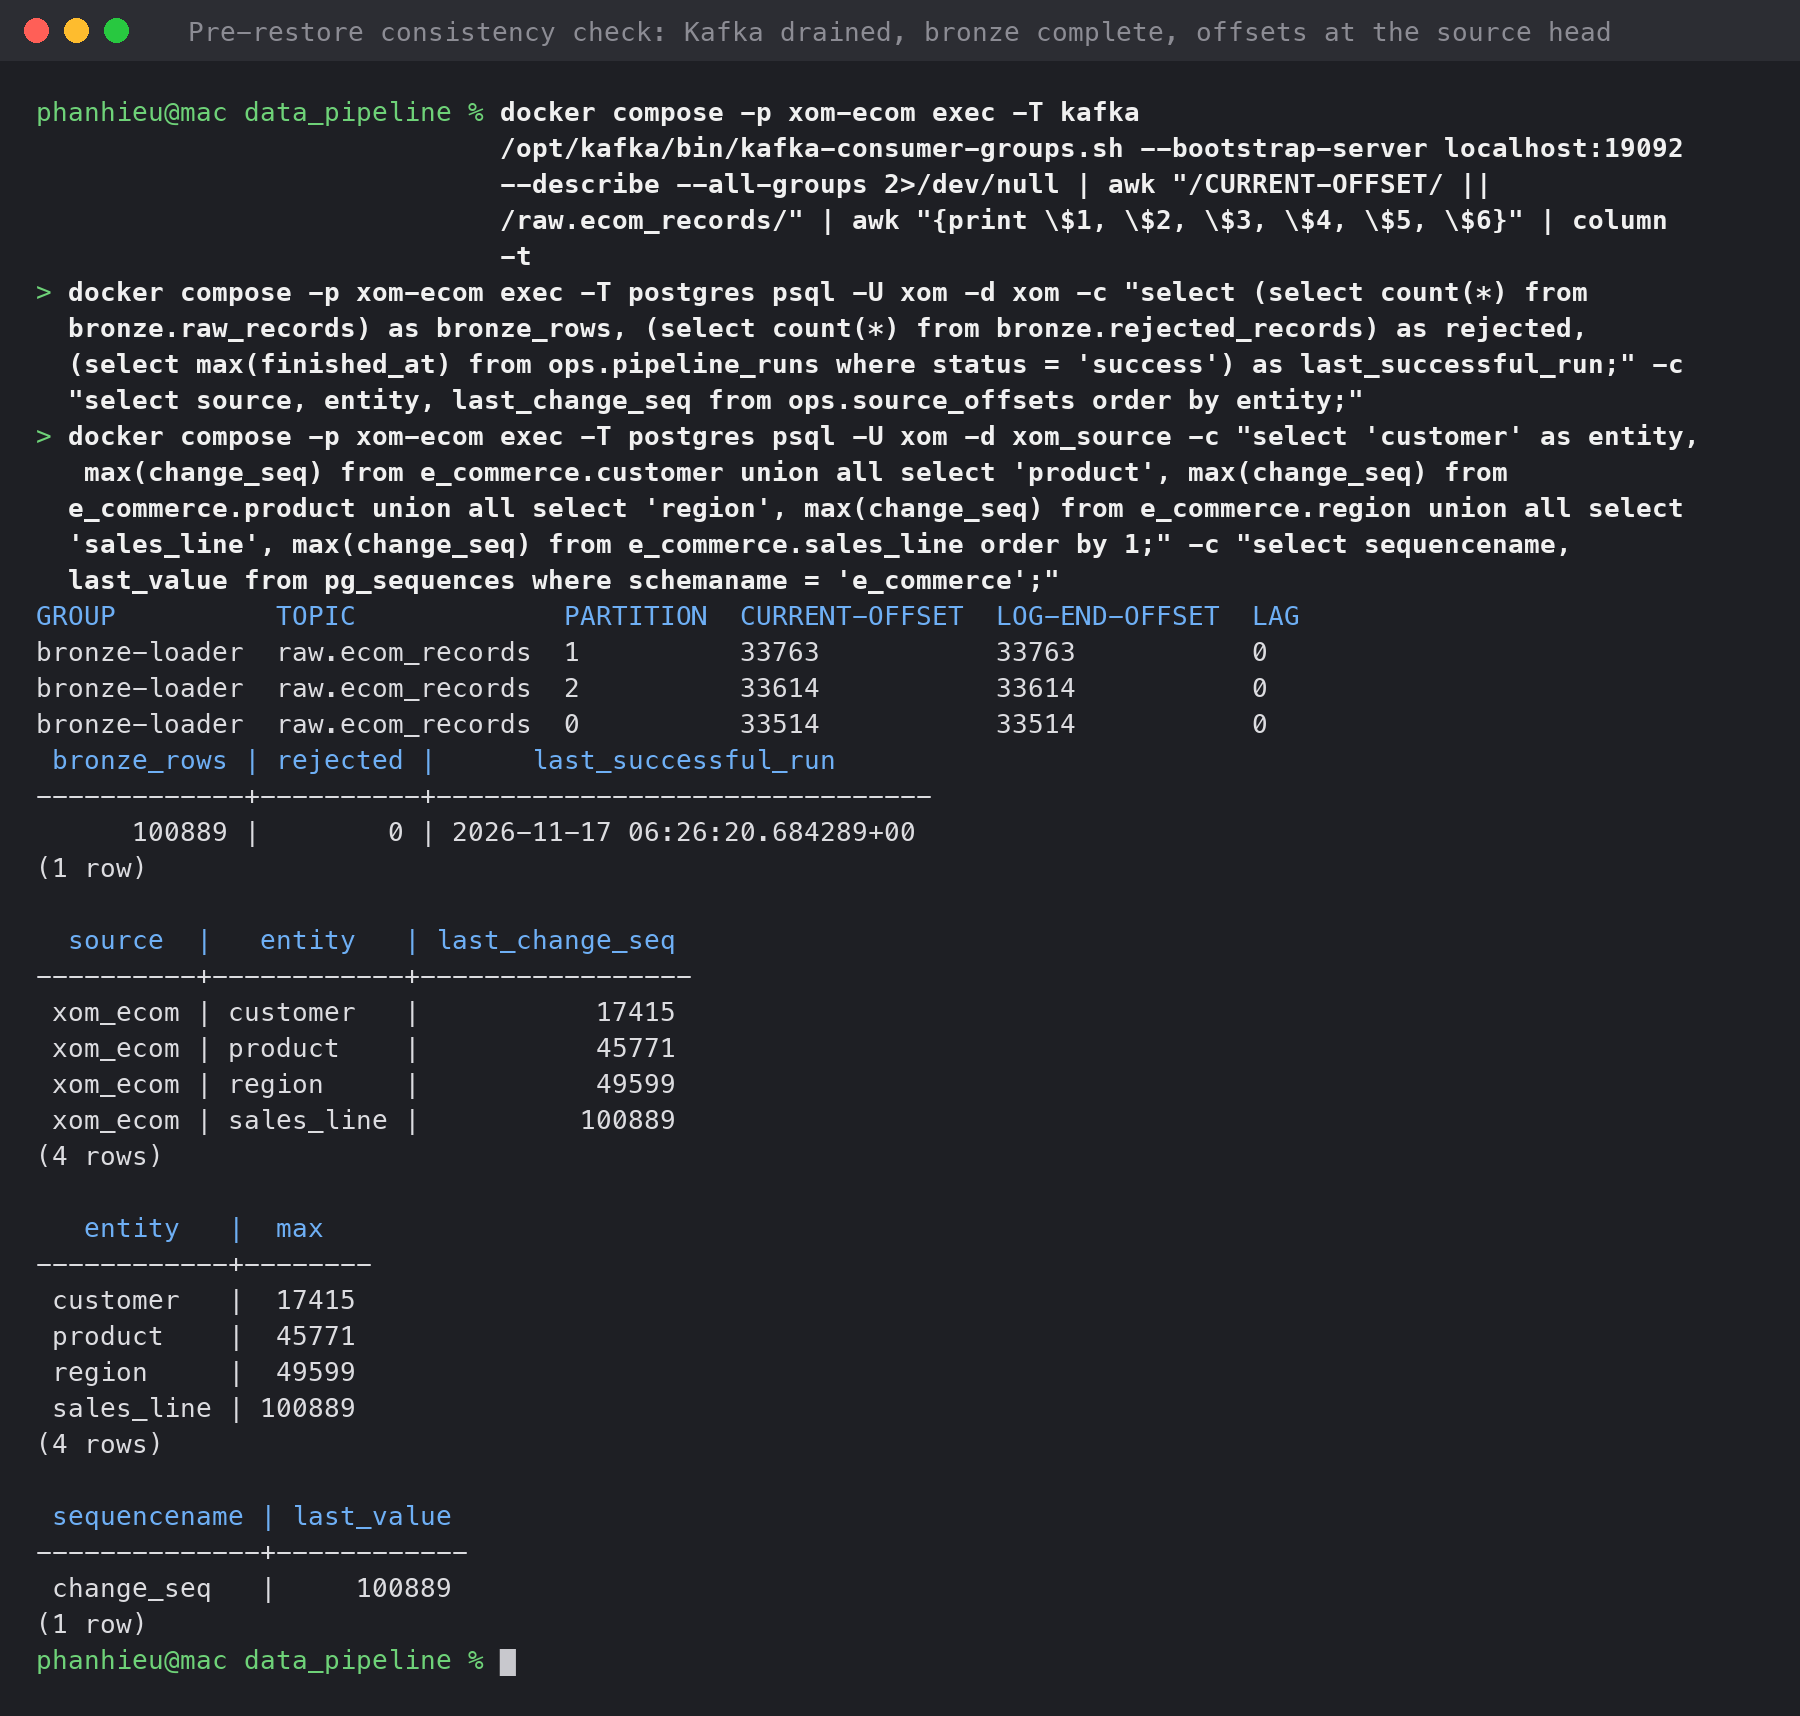 Pre-restore consistency check: Kafka drained, bronze complete, offsets at the source head
phanhieu@mac data_pipeline % docker compose -p xom-ecom exec -T kafka
/opt/kafka/bin/kafka-consumer-groups.sh --bootstrap-server localhost:19092
--describe --all-groups 2>/dev/null | awk "/CURRENT-OFFSET/ ||
/raw.ecom_records/" | awk "{print \$1, \$2, \$3, \$4, \$5, \$6}" | column
-t
> docker compose -p xom-ecom exec -T postgres psql -U xom -d xom -c "select (select count(*) from
bronze.raw_records) as bronze_rows, (select count(*) from bronze.rejected_records) as rejected,
(select max(finished_at) from ops.pipeline_runs where status = 'success') as last_successful_run;" -c
"select source, entity, last_change_seq from ops.source_offsets order by entity;"
> docker compose -p xom-ecom exec -T postgres psql -U xom -d xom_source -c "select 'customer' as entity,
max(change_seq) from e_commerce.customer union all select 'product', max(change_seq) from
e_commerce.product union all select 'region', max(change_seq) from e_commerce.region union all select
'sales_line', max(change_seq) from e_commerce.sales_line order by 1;" -c "select sequencename,
last_value from pg_sequences where schemaname = 'e_commerce';"
GROUP          TOPIC             PARTITION  CURRENT-OFFSET  LOG-END-OFFSET  LAG
bronze-loader  raw.ecom_records  1          33763           33763           0
bronze-loader  raw.ecom_records  2          33614           33614           0
bronze-loader  raw.ecom_records  0          33514           33514           0
 bronze_rows | rejected |      last_successful_run
-------------+----------+-------------------------------
      100889 |        0 | 2026-11-17 06:26:20.684289+00
(1 row)
  source  |   entity   | last_change_seq
----------+------------+-----------------
 xom_ecom | customer   |           17415
 xom_ecom | product    |           45771
 xom_ecom | region     |           49599
 xom_ecom | sales_line |          100889
(4 rows)
   entity   |  max
------------+--------
 customer   |  17415
 product    |  45771
 region     |  49599
 sales_line | 100889
(4 rows)
 sequencename | last_value
--------------+------------
 change_seq   |     100889
(1 row)
phanhieu@mac data_pipeline %